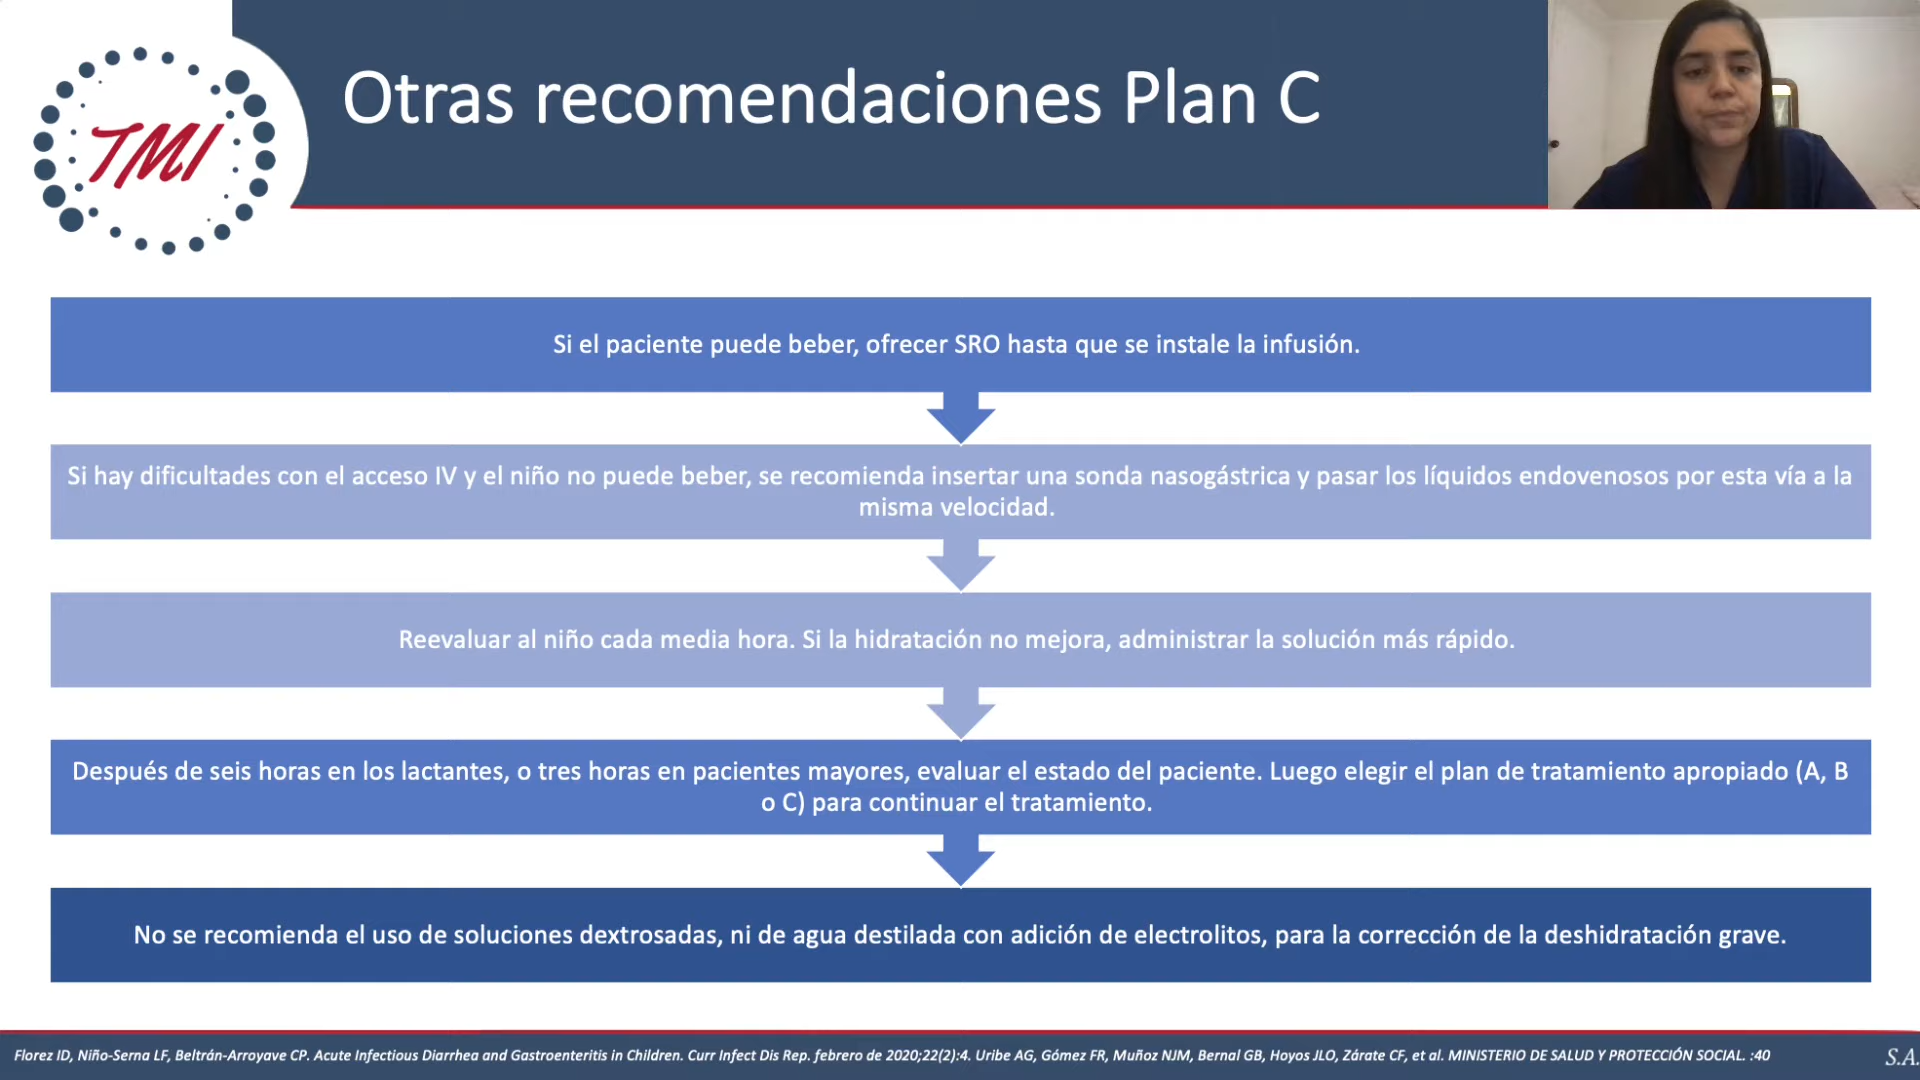 TMI
Otras recomendaciones Plan C
Si el paciente puede beber, ofrecer SRO hasta que se instale la infusión.
Si hay dificultades con el acceso IV y el niño no puede beber, se recomienda insertar una sonda nasogástrica y pasar los líquidos endovenosos por esta vía a la
misma velocidad.
Reevaluar al niño cada media hora. Si la hidratación no mejora, administrar la solución más rápido.
Después de seis horas en los lactantes, o tres horas en pacientes mayores, evaluar el estado del paciente. Luego elegir el plan de tratamiento apropiado (A, B
o C) para continuar el tratamiento.
No se recomienda el uso de soluciones dextrosadas, ni de agua destilada con adición de electrolitos, para la corrección de la deshidratación grave.
Florez ID, Niño-Serna LF, Beltrán-Arroyave CP. Acute Infectious Diarrhea and Gastroenteritis in Children. Curr Infect Dis Rep. febrero de 2020;22(2):4. Uribe AG, Gómez FR, Muñoz NJM, Bernal GB, Hoyos JLO, Zárate CF, et al. MINISTERIO DE SALUD Y PROTECCIÓN SOCIAL. :40
S.A.